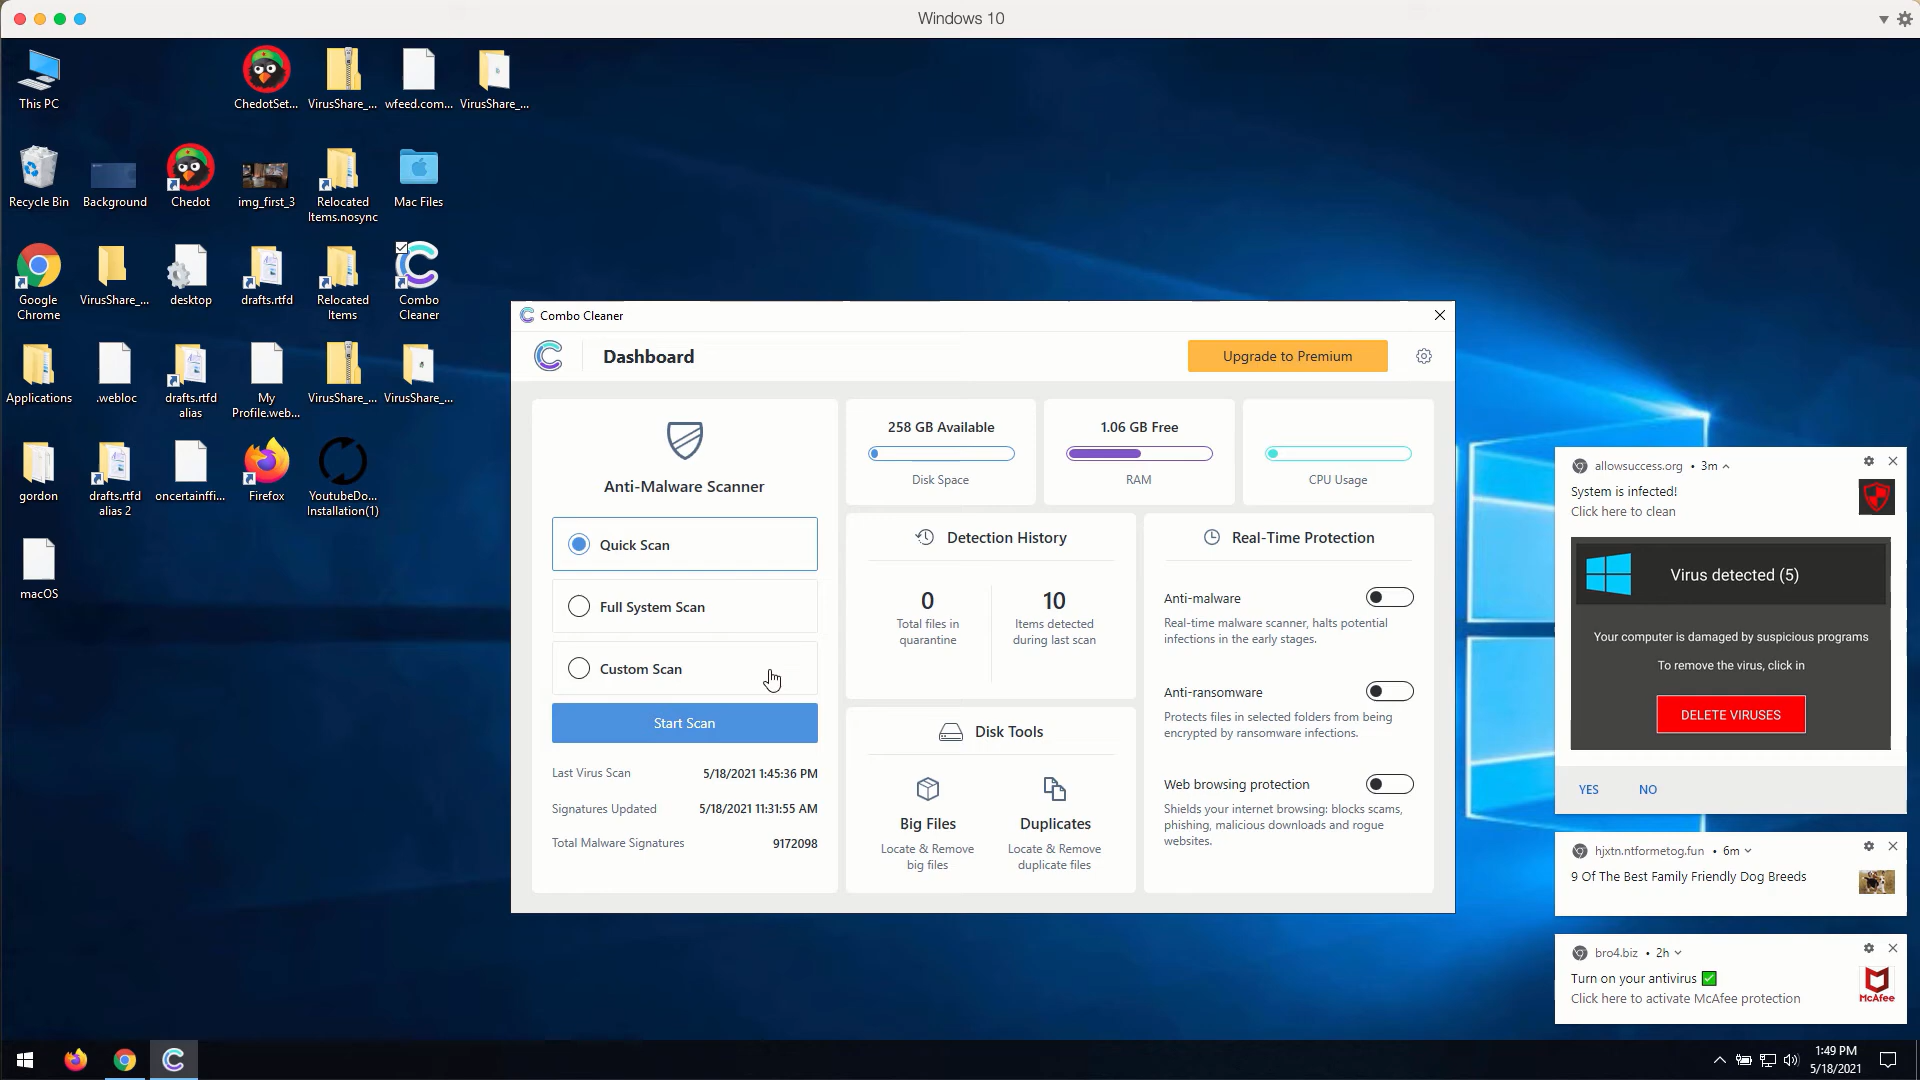 Windows 10
This PC
ChedotSet...
VirusShare_...
wfeed.com...
VirusShare_...
Recycle Bin
Background
Chedot
img_first_3
Relocated
Items.nosync
Mac Files
Google
Chrome
VirusShare_...
desktop
drafts.rtfd
Relocated
Items
Combo
Cleaner
Applications
.webloc
drafts.rtfd
alias
My
Profile.web...
VirusShare_...
VirusShare_...
gordon
drafts.rtfd
alias 2
oncertainffi...
Firefox
YoutubeDo...
Installation(1)
macOS
Combo Cleaner
Dashboard
Upgrade to Premium
Anti-Malware Scanner
Quick Scan
Full System Scan
Custom Scan
Start Scan
Last Virus Scan 5/18/2021 1:45:36 PM
Signatures Updated 5/18/2021 11:31:55 AM
Total Malware Signatures 9172098
258 GB Available
Disk Space
1.06 GB Free
RAM
CPU Usage
Detection History
0
Total files in
quarantine
10
Items detected
during last scan
Disk Tools
Big Files
Locate & Remove
big files
Duplicates
Locate & Remove
duplicate files
Real-Time Protection
Anti-malware
Real-time malware scanner, halts potential
infections in the early stages.
Anti-ransomware
Protects files in selected folders from being
encrypted by ransomware infections.
Web browsing protection
Shields your internet browsing: blocks scams,
phishing, malicious downloads and rogue
websites.
allowsuccess.org • 3m
System is infected!
Click here to clean
Virus detected (5)
Your computer is damaged by suspicious programs
To remove the virus, click in
DELETE VIRUSES
YES NO
hjxtn.ntformetog.fun • 6m
9 Of The Best Family Friendly Dog Breeds
bro4.biz • 2h
Turn on your antivirus ✅
Click here to activate McAfee protection
McAfee
1:49 PM
5/18/2021